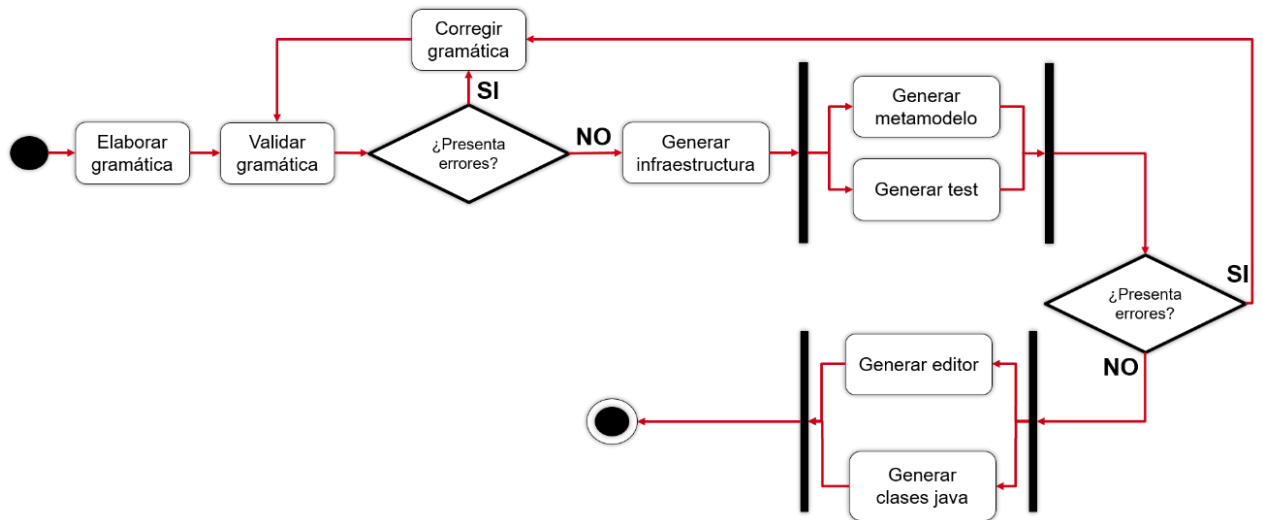 Corregir
gramática
SI
Elaborar
gramática
Validar
gramática
¿Presenta
errores?
NO
Generar
infraestructura
Generar
metamodelo
Generar test
¿Presenta
errores?
SI
NO
Generar editor
Generar
clases java